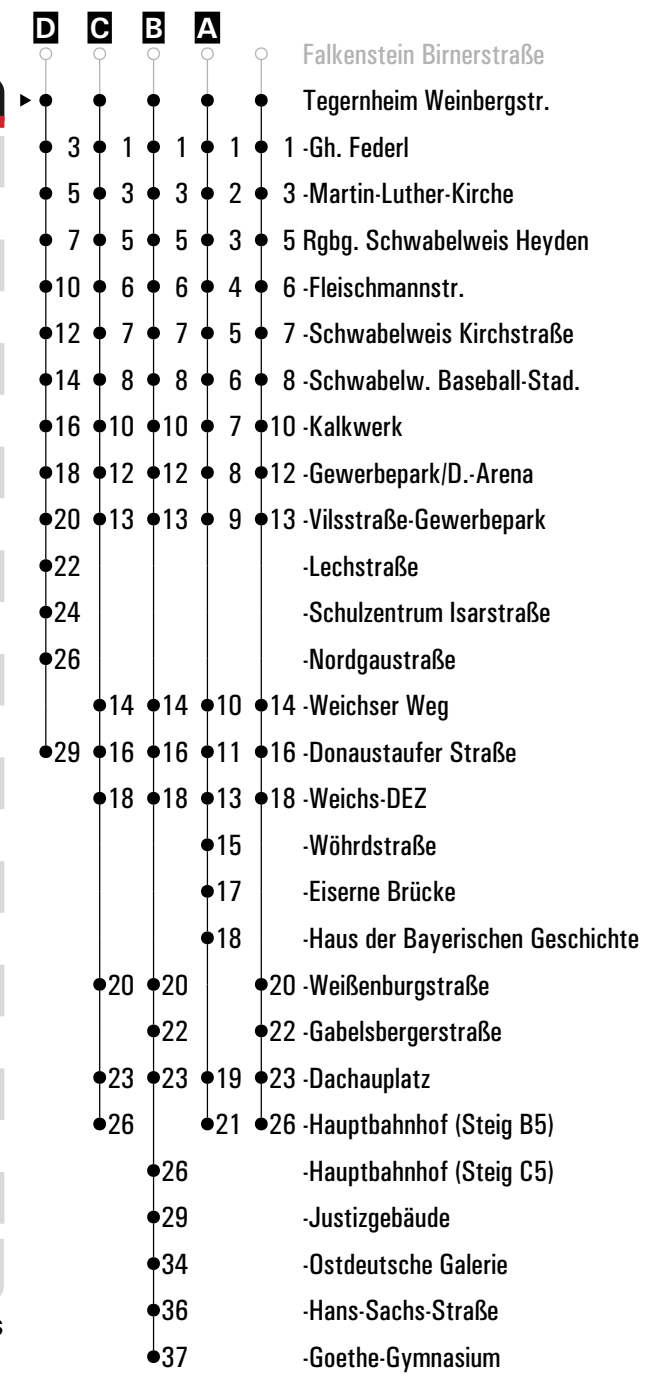 D C B A
Falkenstein Birnerstraße
Tegernheim Weinbergstr.
3 1 1 1 1 -Gh. Federl
5 3 3 2 3 -Martin-Luther-Kirche
7 5 5 3 5 Rgbg. Schwabelweis Heyden
10 6 6 4 6 -Fleischmannstr.
12 7 7 5 7 -Schwabelweis Kirchstraße
14 8 8 6 8 -Schwabelw. Baseball-Stad.
16 10 10 7 10 -Kalkwerk
18 12 12 8 12 -Gewerbepark/D.-Arena
20 13 13 9 13 -Vilsstraße-Gewerbepark
22 -Lechstraße
24 -Schulzentrum Isarstraße
26 -Nordgaustraße
14 14 10 14 -Weichser Weg
29 16 16 11 16 -Donaustaufer Straße
18 18 13 18 -Weichs-DEZ
15 -Wöhrdstraße
17 -Eiserne Brücke
18 -Haus der Bayerischen Geschichte
20 20 20 -Weißenburgstraße
22 22 -Gabelsbergerstraße
23 23 19 23 -Dachauplatz
26 21 26 -Hauptbahnhof (Steig B5)
26 -Hauptbahnhof (Steig C5)
29 -Justizgebäude
34 -Ostdeutsche Galerie
36 -Hans-Sachs-Straße
37 -Goethe-Gymnasium